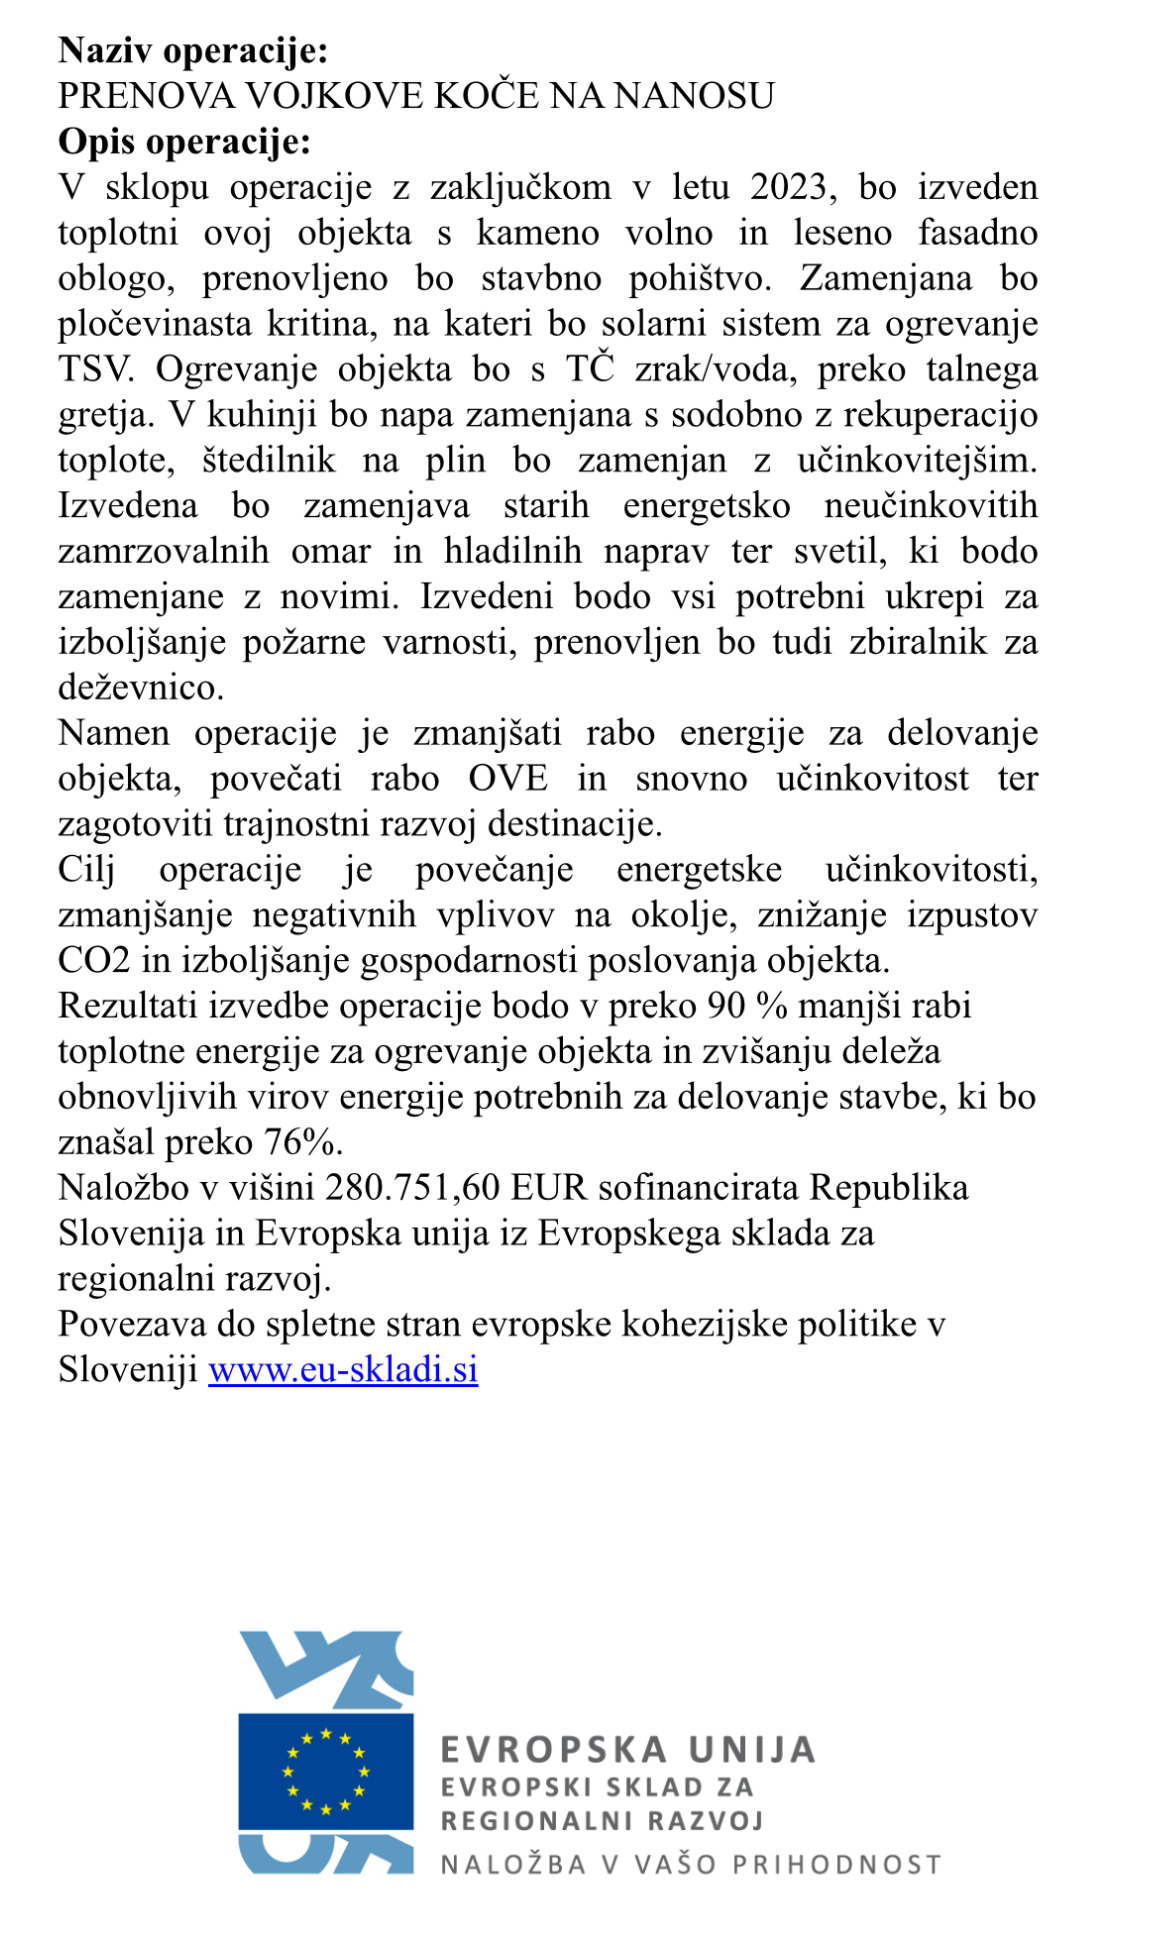 Naziv operacije:
PRENOVA VOJKOVE KOČE NA NANOSU
Opis operacije:
V sklopu operacije z zaključkom v letu 2023, bo izveden
toplotni ovoj objekta s kameno volno in leseno fasadno
oblogo, prenovljeno bo stavbno pohištvo. Zamenjana bo
pločevinasta kritina, na kateri bo solarni sistem za ogrevanje
TSV. Ogrevanje objekta bo s TČ zrak/voda, preko talnega
gretja. V kuhinji bo napa zamenjana s sodobno z rekuperacijo
toplote, štedilnik na plin bo zamenjan z učinkovitejšim.
Izvedena bo zamenjava starih energetsko neučinkovitih
zamrzovalnih omar in hladilnih naprav ter svetil, ki bodo
zamenjane z novimi. Izvedeni bodo vsi potrebni ukrepi za
izboljšanje požarne varnosti, prenovljen bo tudi zbiralnik za
deževnico.
Namen operacije je zmanjšati rabo energije za delovanje
objekta, povečati rabo OVE in snovno učinkovitost ter
zagotoviti trajnostni razvoj destinacije.
Cilj operacije je povečanje energetske učinkovitosti,
zmanjšanje negativnih vplivov na okolje, znižanje izpustov
CO2 in izboljšanje gospodarnosti poslovanja objekta.
Rezultati izvedbe operacije bodo v preko 90 % manjši rabi
toplotne energije za ogrevanje objekta in zvišanju deleža
obnovljivih virov energije potrebnih za delovanje stavbe, ki bo
znašal preko 76%.
Naložbo v višini 280.751,60 EUR sofinancirata Republika
Slovenija in Evropska unija iz Evropskega sklada za
regionalni razvoj.
Povezava do spletne stran evropske kohezijske politike v
Sloveniji www.eu-skladi.si
EVROPSKA UNIJA
EVROPSKI SKLAD ZA
REGIONALNI RAZVOJ
NALOŽBA V VAŠO PRIHODNOST